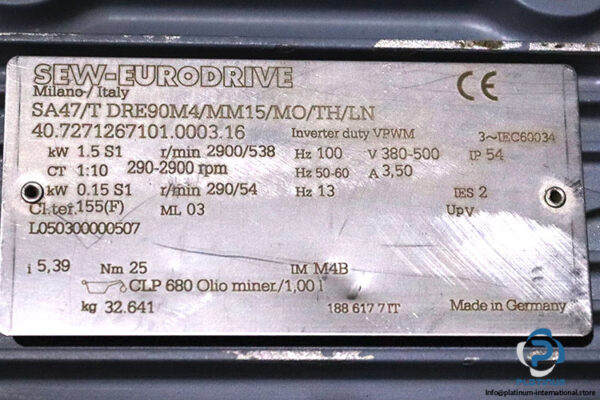 SEW-EURODRIVE
Milano / Italy
CE
SA47/T DRE90M4/MM15/MO/TH/LN
40.7271267101.0003.16 Inverter duty VPWM 3~IEC60034
kW 1.5 S1 r/min 2900/538 Hz 100 V 380-500 IP 54
CT 1:10 290-2900 rpm Hz 50-60 A 3,50
kW 0.15 S1 r/min 290/54 Hz 13 IES 2
Cl.ter 155(F) ML 03 Upv
L050300000507
i 5,39 Nm 25 IM M4B
CLP 680 Olio miner./1,00 l
kg 32.641 188 617 7 IT Made in Germany
info@platinum-international.store